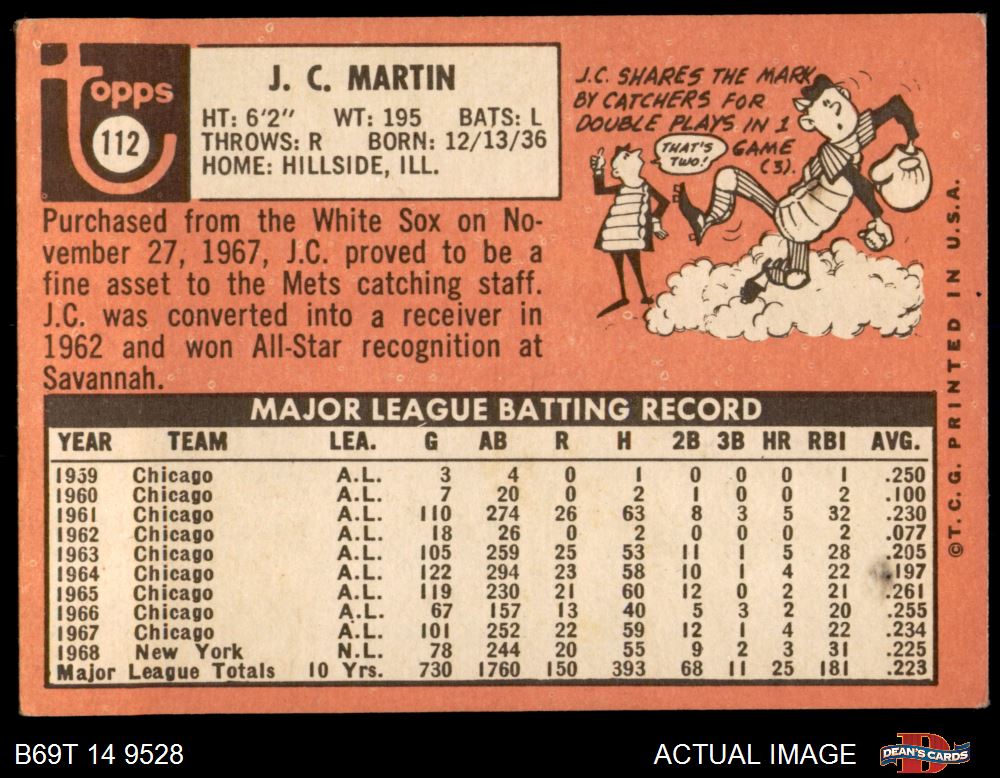 Topps
112
J. C. MARTIN
HT: 6'2" WT: 195 BATS: L
THROWS: R BORN: 12/13/36
HOME: HILLSIDE, ILL.
Purchased from the White Sox on No-
vember 27, 1967, J.C. proved to be a
fine asset to the Mets catching staff.
J.C. was converted into a receiver in
1962 and won All-Star recognition at
Savannah.
J.C. SHARES THE MARK
BY CATCHERS FOR
DOUBLE PLAYS IN 1
GAME
(3).
THAT'S
TWO!
MAJOR LEAGUE BATTING RECORD
YEAR TEAM LEA. G AB R H 2B 3B HR RBI AVG.
1959 Chicago A.L. 3 4 0 1 0 0 0 1 .250
1960 Chicago A.L. 7 20 0 2 1 0 0 2 .100
1961 Chicago A.L. 110 274 26 63 8 3 5 32 .230
1962 Chicago A.L. 18 26 0 2 0 0 0 2 .077
1963 Chicago A.L. 105 259 25 53 11 1 5 28 .205
1964 Chicago A.L. 122 294 23 58 10 1 4 22 .197
1965 Chicago A.L. 119 230 21 60 12 0 2 21 .261
1966 Chicago A.L. 67 157 13 40 5 3 2 20 .255
1967 Chicago A.L. 101 252 22 59 12 1 4 22 .234
1968 New York N.L. 78 244 20 55 9 2 3 31 .225
Major League Totals 10 Yrs. 730 1760 150 393 68 11 25 181 .223
©T.C.G. PRINTED IN U.S.A.
B69T 14 9528
ACTUAL IMAGE
DEAN'S CARDS